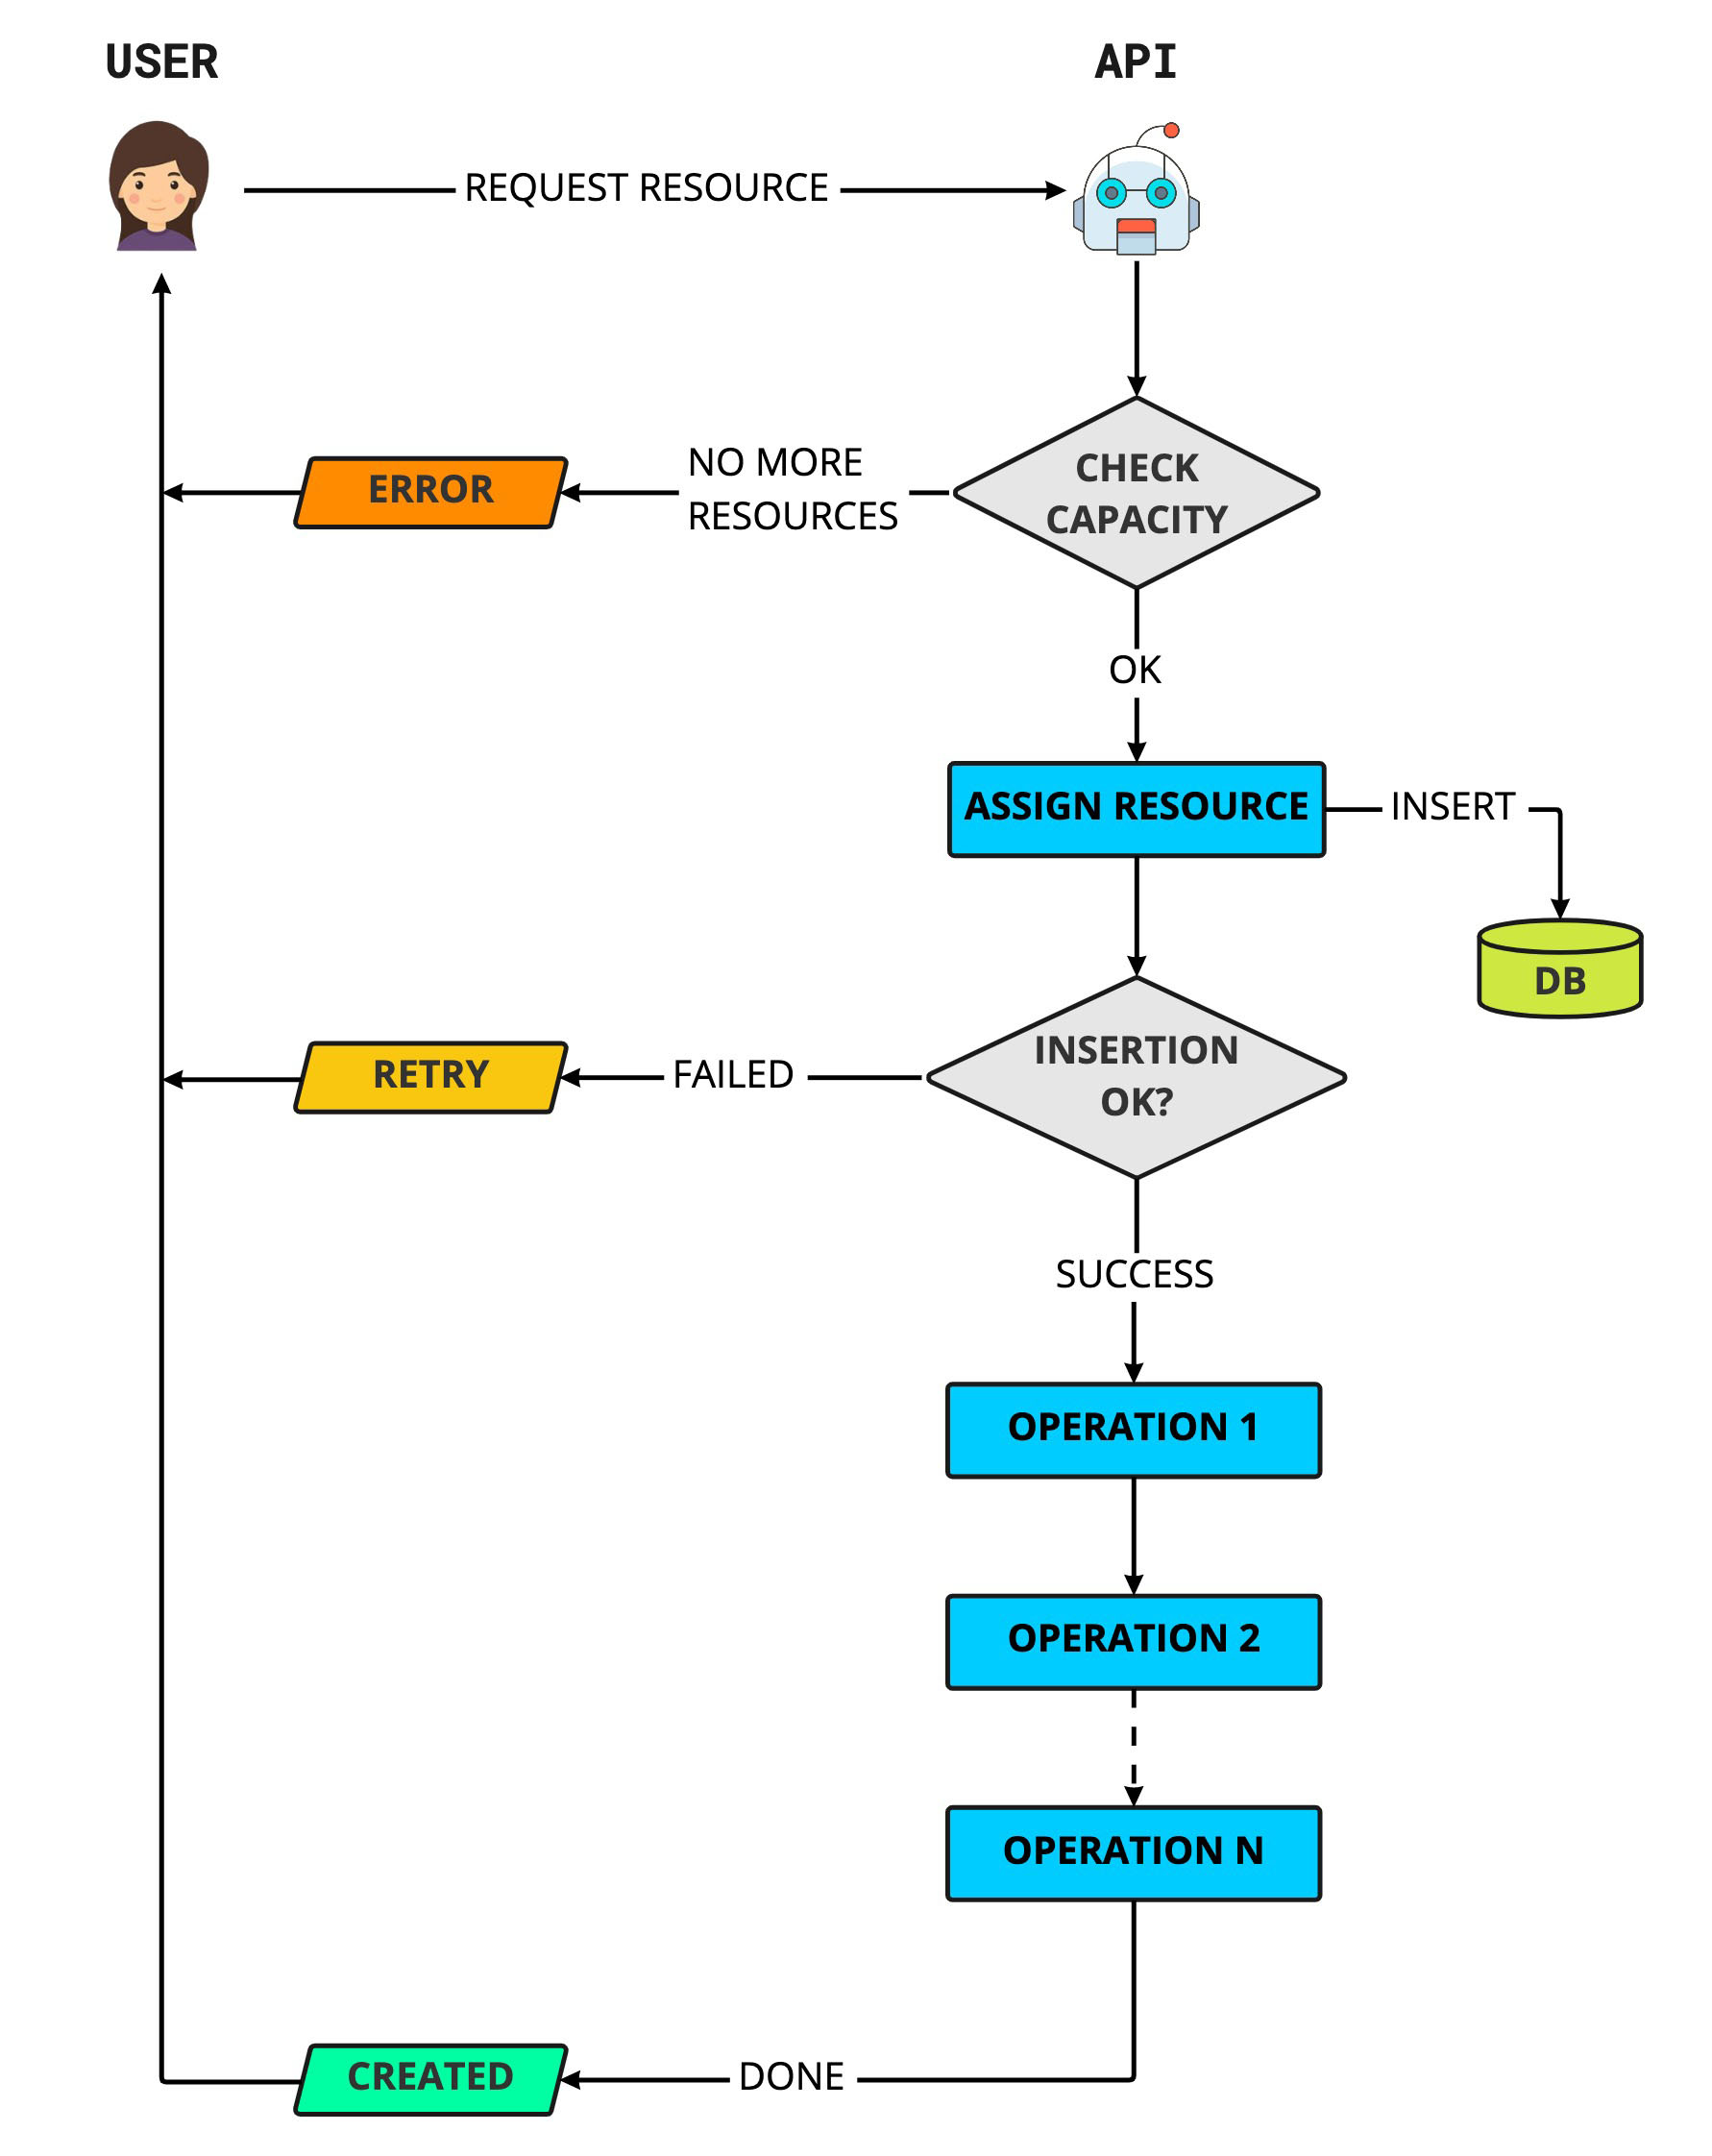 USER
API
REQUEST RESOURCE
CHECK
CAPACITY
NO MORE
RESOURCES
ERROR
OK
ASSIGN RESOURCE
INSERT
DB
INSERTION
OK?
FAILED
RETRY
SUCCESS
OPERATION 1
OPERATION 2
OPERATION N
DONE
CREATED